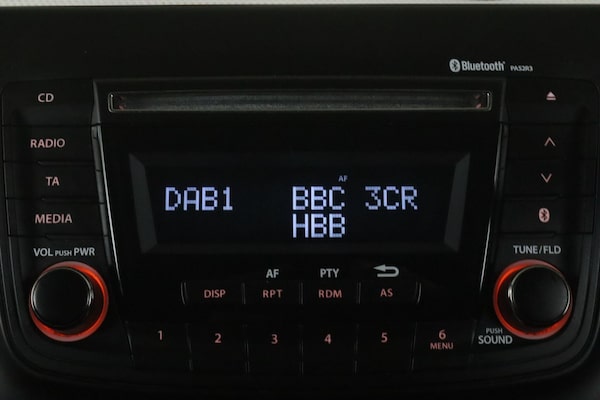 Bluetooth® PA52R3
CD
RADIO
TA
MEDIA
AF
DAB1 BBC 3CR
HBB
VOL PUSH PWR
TUNE/FLD
AF PTY
DISP RPT RDM AS
1 2 3 4 5 6
MENU
PUSH
SOUND